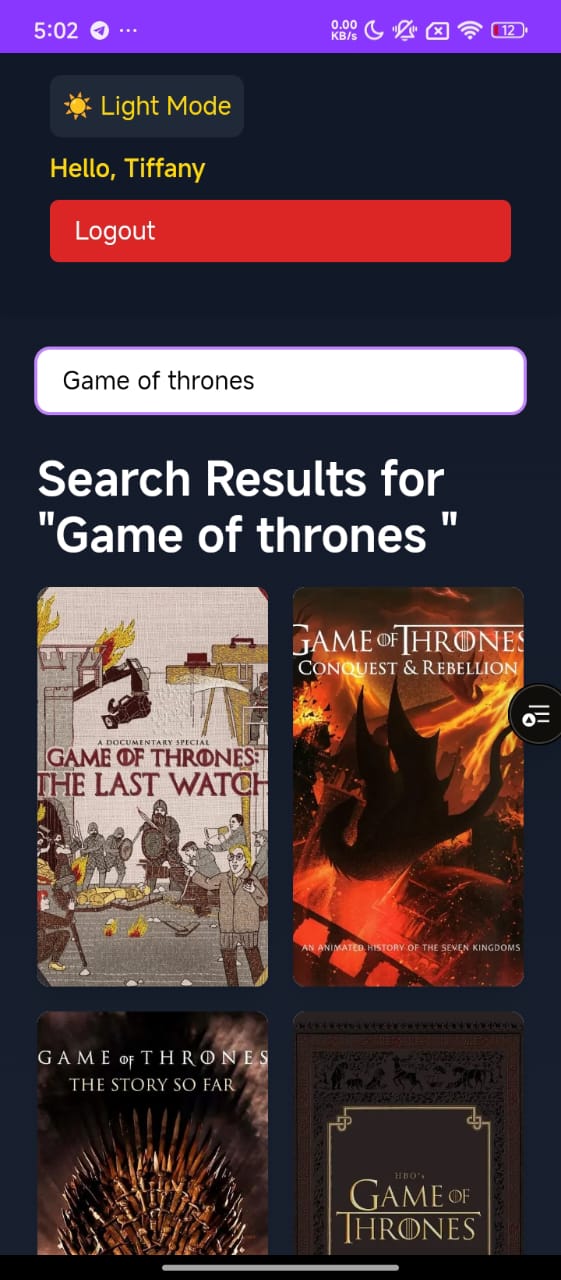 5:02
0.00
KB/s
12
Light Mode
Hello, Tiffany
Logout
Game of thrones
Search Results for
"Game of thrones "
A DOCUMENTARY SPECIAL
GAME OF THRONES:
THE LAST WATCH
GAME OF THRONES
CONQUEST & REBELLION
AN ANIMATED HISTORY OF THE SEVEN KINGDOMS
GAME of THRONES
THE STORY SO FAR
HBO's
GAME OF
THRONES